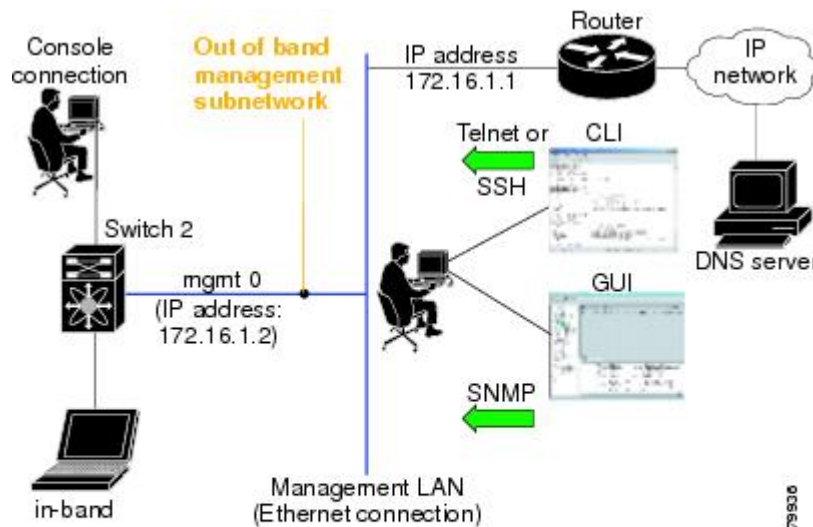 Console
connection
Out of band
management
subnetwork
Router
IP address
172.16.1.1
IP
network
Telnet or
SSH
CLI
Switch 2
mgmt 0
(IP address:
172.16.1.2)
DNS server
GUI
SNMP
in-band
Management LAN
(Ethernet connection)
79936